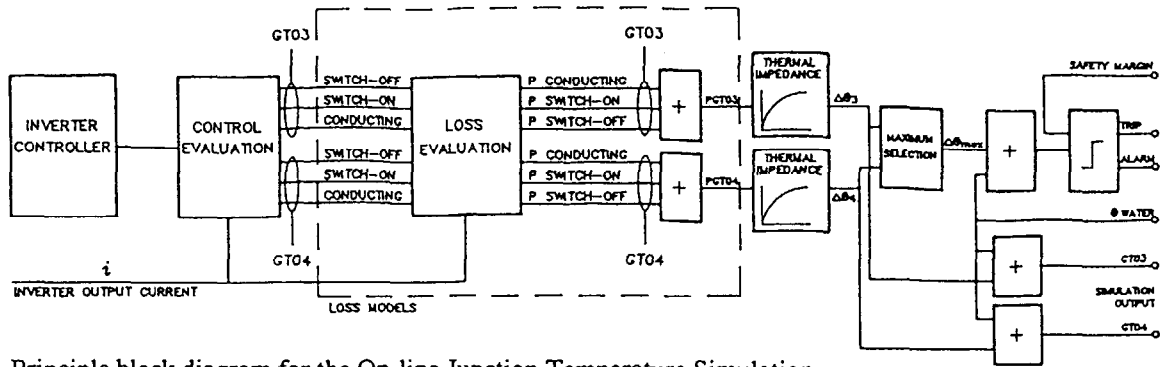 GTO3
GTO3
INVERTER
CONTROLLER
CONTROL
EVALUATION
SWITCH-OFF
SWITCH-ON
CONDUCTING
SWITCH-OFF
SWITCH-ON
CONDUCTING
GTO4
LOSS
EVALUATION
P CONDUCTING
P SWITCH-ON
P SWITCH-OFF
P CONDUCTING
P SWITCH-ON
P SWITCH-OFF
GTO4
+
+
PGTO3
PGTO4
THERMAL
IMPEDANCE
THERMAL
IMPEDANCE
Δθ3
Δθ4
MAXIMUM
SELECTION
Δθmax
+
SAFETY MARGIN
TRIP
ALARM
θ WATER
+
GTO3
SIMULATION
OUTPUT
+
GTO4
i
INVERTER OUTPUT CURRENT
LOSS MODELS
Principle block diagram for the On-line Junction Temperature Simulation